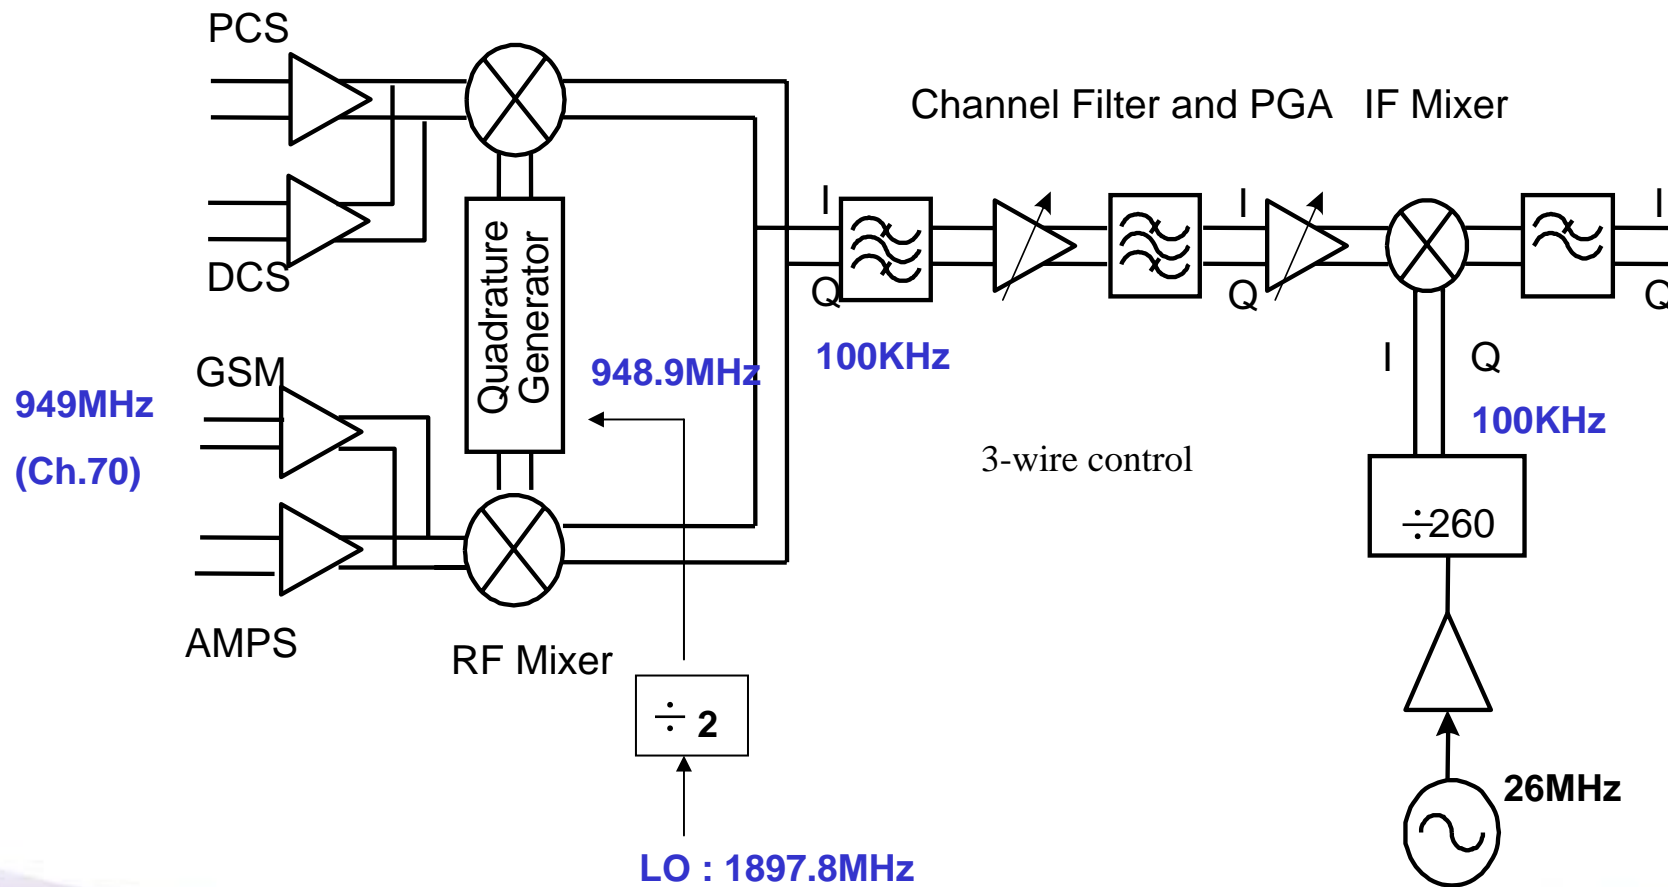 PCS
Channel Filter and PGA IF Mixer
DCS
Quadrature
Generator
I
Q
I
Q
I
Q
GSM
949MHz
(Ch.70)
948.9MHz
100KHz
I
Q
100KHz
3-wire control
÷260
AMPS
RF Mixer
÷ 2
26MHz
LO : 1897.8MHz